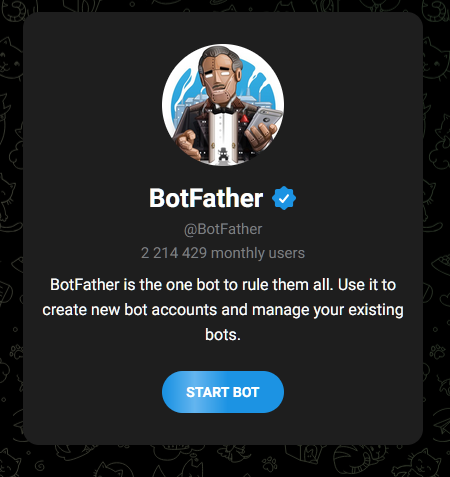 BotFather
@BotFather
2 214 429 monthly users
BotFather is the one bot to rule them all. Use it to
create new bot accounts and manage your existing
bots.
START BOT